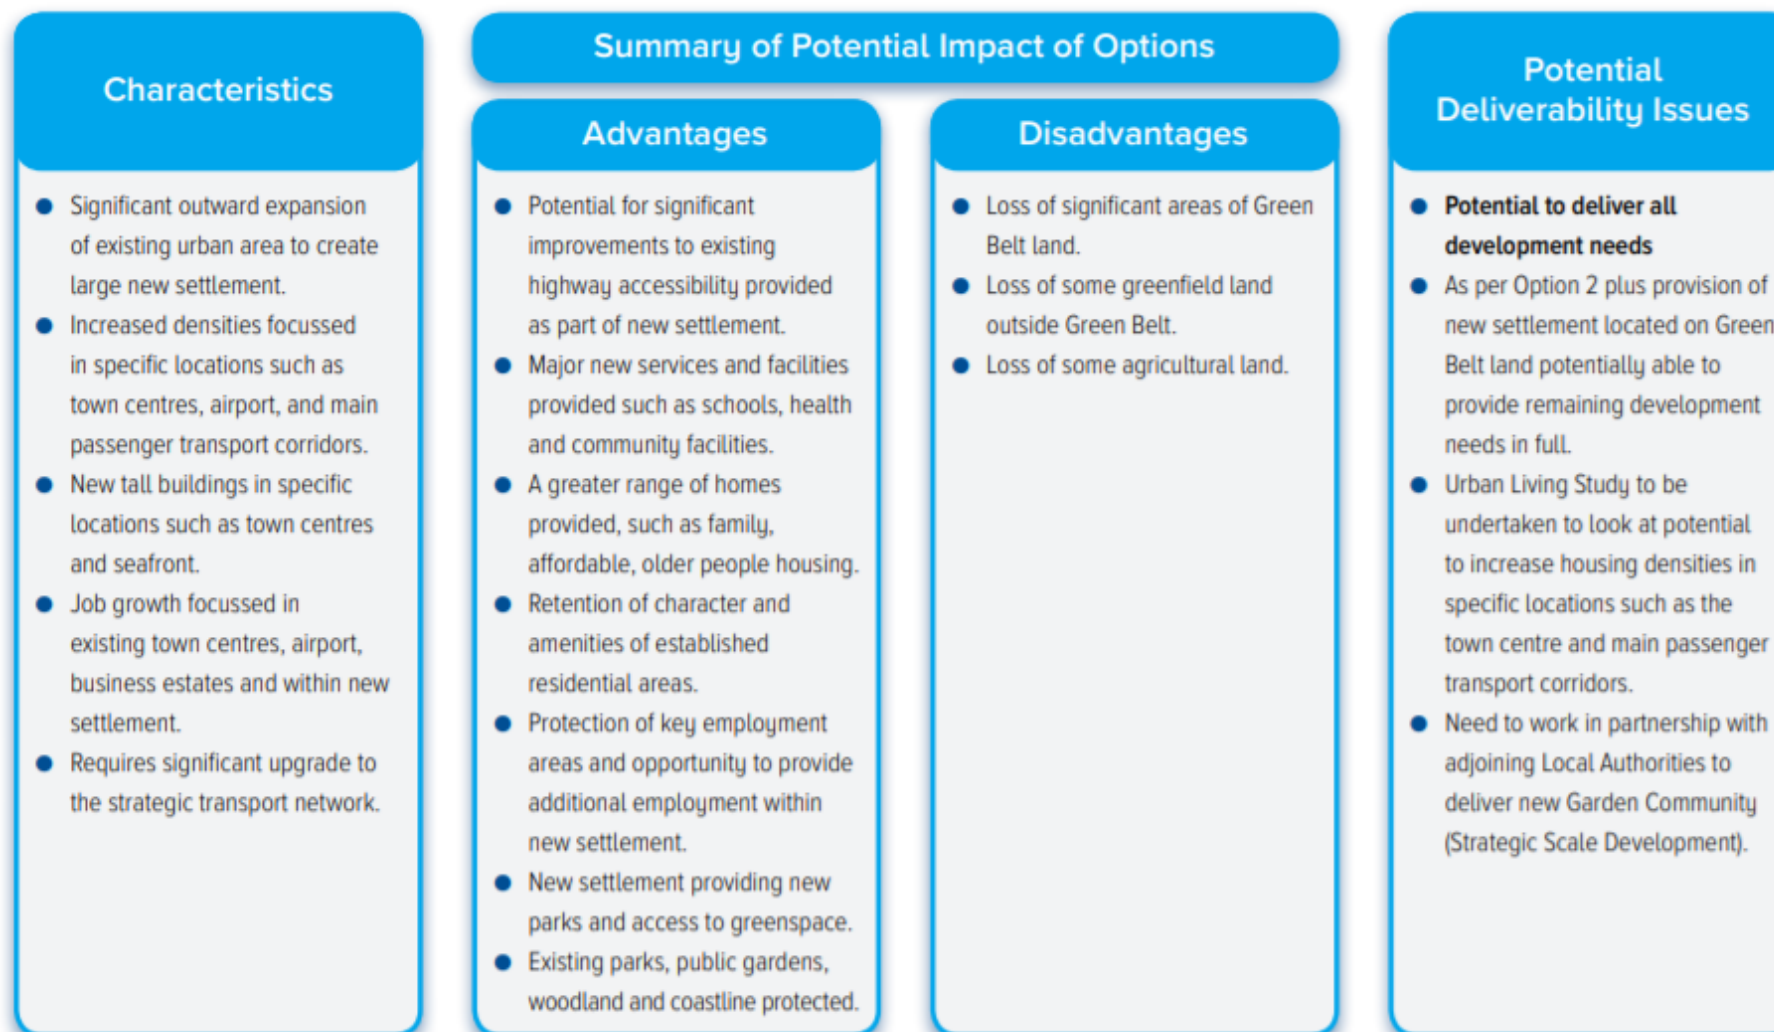 Characteristics
● Significant outward expansion
of existing urban area to create
large new settlement.
● Increased densities focussed
in specific locations such as
town centres, airport, and main
passenger transport corridors.
● New tall buildings in specific
locations such as town centres
and seafront.
● Job growth focussed in
existing town centres, airport,
business estates and within new
settlement.
● Requires significant upgrade to
the strategic transport network.
Summary of Potential Impact of Options
Advantages
● Potential for significant
improvements to existing
highway accessibility provided
as part of new settlement.
● Major new services and facilities
provided such as schools, health
and community facilities.
● A greater range of homes
provided, such as family,
affordable, older people housing.
● Retention of character and
amenities of established
residential areas.
● Protection of key employment
areas and opportunity to provide
additional employment within
new settlement.
● New settlement providing new
parks and access to greenspace.
● Existing parks, public gardens,
woodland and coastline protected.
Disadvantages
● Loss of significant areas of Green
Belt land.
● Loss of some greenfield land
outside Green Belt.
● Loss of some agricultural land.
Potential
Deliverability Issues
● Potential to deliver all
development needs
● As per Option 2 plus provision of
new settlement located on Green
Belt land potentially able to
provide remaining development
needs in full.
● Urban Living Study to be
undertaken to look at potential
to increase housing densities in
specific locations such as the
town centre and main passenger
transport corridors.
● Need to work in partnership with
adjoining Local Authorities to
deliver new Garden Community
(Strategic Scale Development).